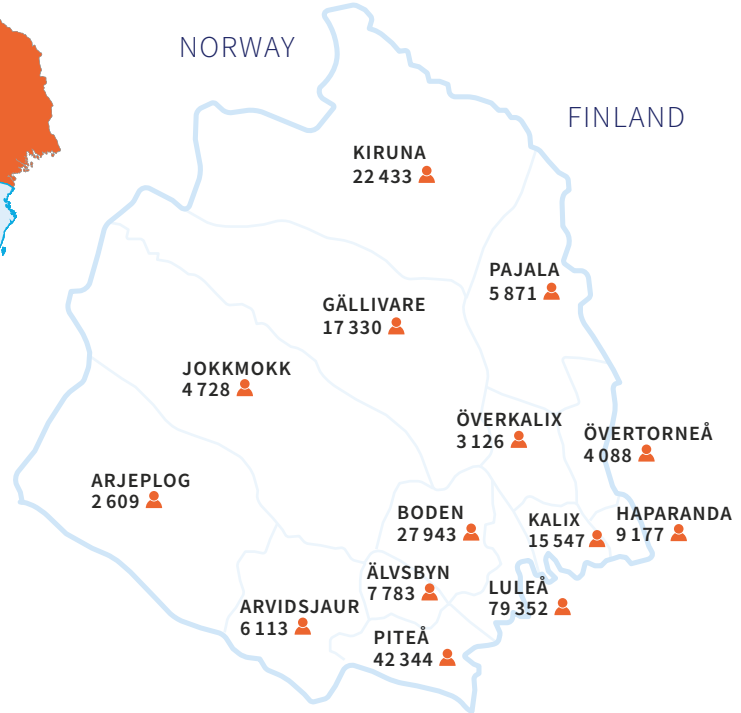 NORWAY
FINLAND
KIRUNA
22 433
PAJALA
5 871
GÄLLIVARE
17 330
JOKKMOKK
4 728
ÖVERKALIX
3 126
ÖVERTORNEÅ
4 088
ARJEPLOG
2 609
BODEN
27 943
KALIX
15 547
HAPARANDA
9 177
ÄLVSBYN
7 783
LULEÅ
79 352
ARVIDSJAUR
6 113
PITEÅ
42 344